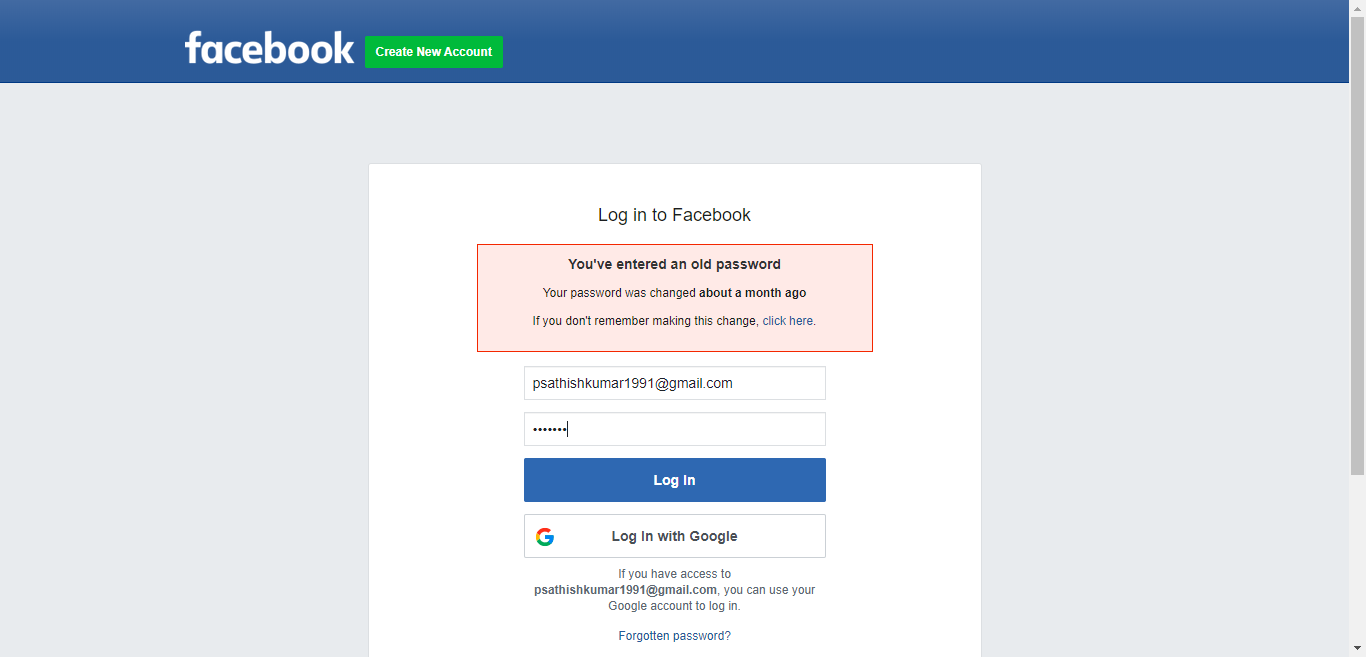 facebook
Create New Account
Log in to Facebook
You've entered an old password
Your password was changed about a month ago
If you don't remember making this change, click here.
psathishkumar1991@gmail.com
•••••••
Log In
Log In with Google
If you have access to
psathishkumar1991@gmail.com, you can use your
Google account to log in.
Forgotten password?